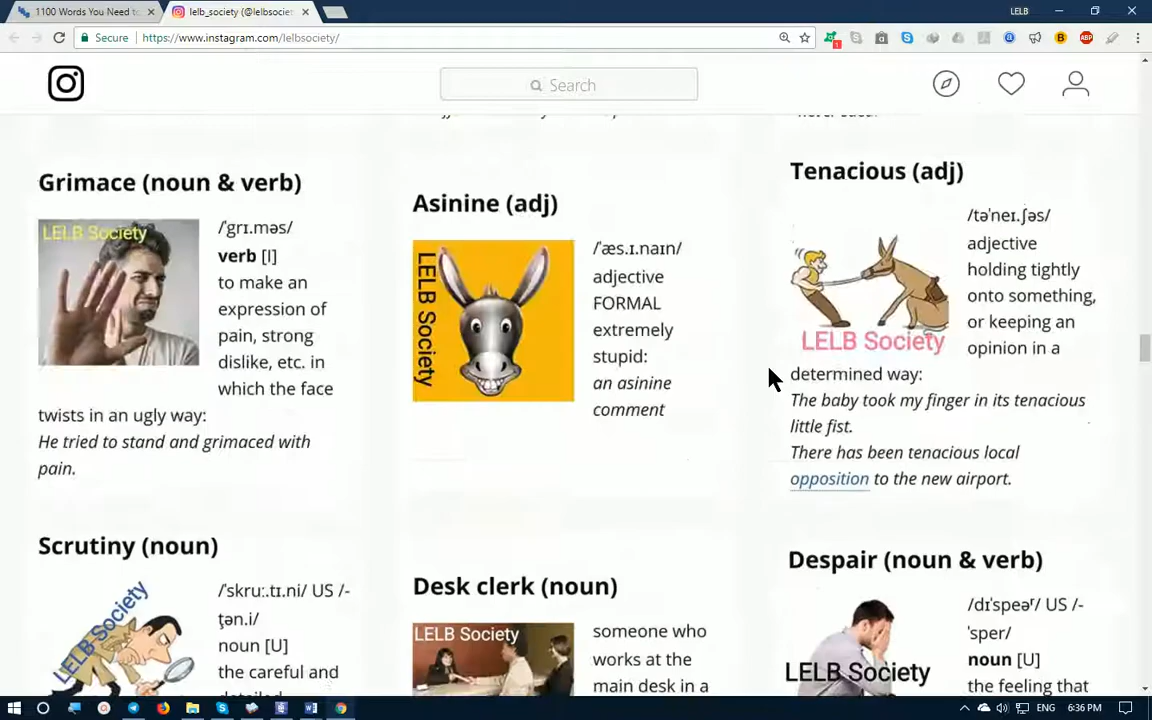 1100 Words You Need to
lelb_society (@lelbsociet
LELB
Secure
https://www.instagram.com/lelbsociety/
Search
Grimace (noun & verb)
LELB Society
/ˈgrɪ.məs/
verb [I]
to make an
expression of
pain, strong
dislike, etc. in
which the face
twists in an ugly way:
He tried to stand and grimaced with
pain.
Asinine (adj)
LELB Society
/ˈæs.ɪ.naɪn/
adjective
FORMAL
extremely
stupid:
an asinine
comment
Tenacious (adj)
LELB Society
/təˈneɪ.ʃəs/
adjective
holding tightly
onto something,
or keeping an
opinion in a
determined way:
The baby took my finger in its tenacious
little fist.
There has been tenacious local
opposition to the new airport.
Scrutiny (noun)
LELB Society
/ˈskruː.tɪ.ni/ US /-
t̬ən.i/
noun [U]
the careful and
detailed
Desk clerk (noun)
LELB Society
someone who
works at the
main desk in a
Despair (noun & verb)
LELB Society
/dɪˈspeəʳ/ US /-
ˈsper/
noun [U]
the feeling that
ENG
6:36 PM